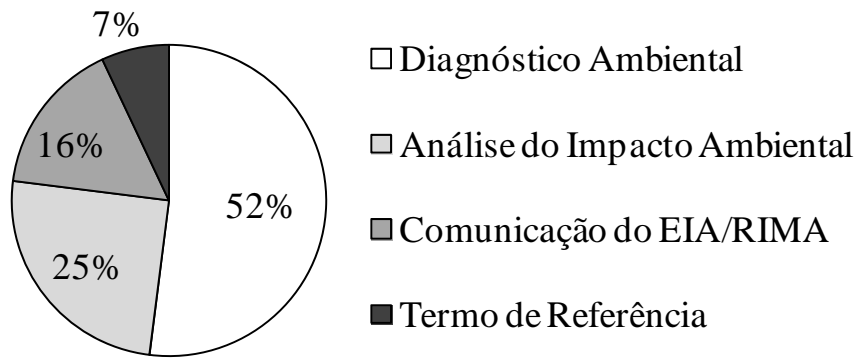 7%
16%
25%
52%
Diagnóstico Ambiental
Análise do Impacto Ambiental
Comunicação do EIA/RIMA
Termo de Referência